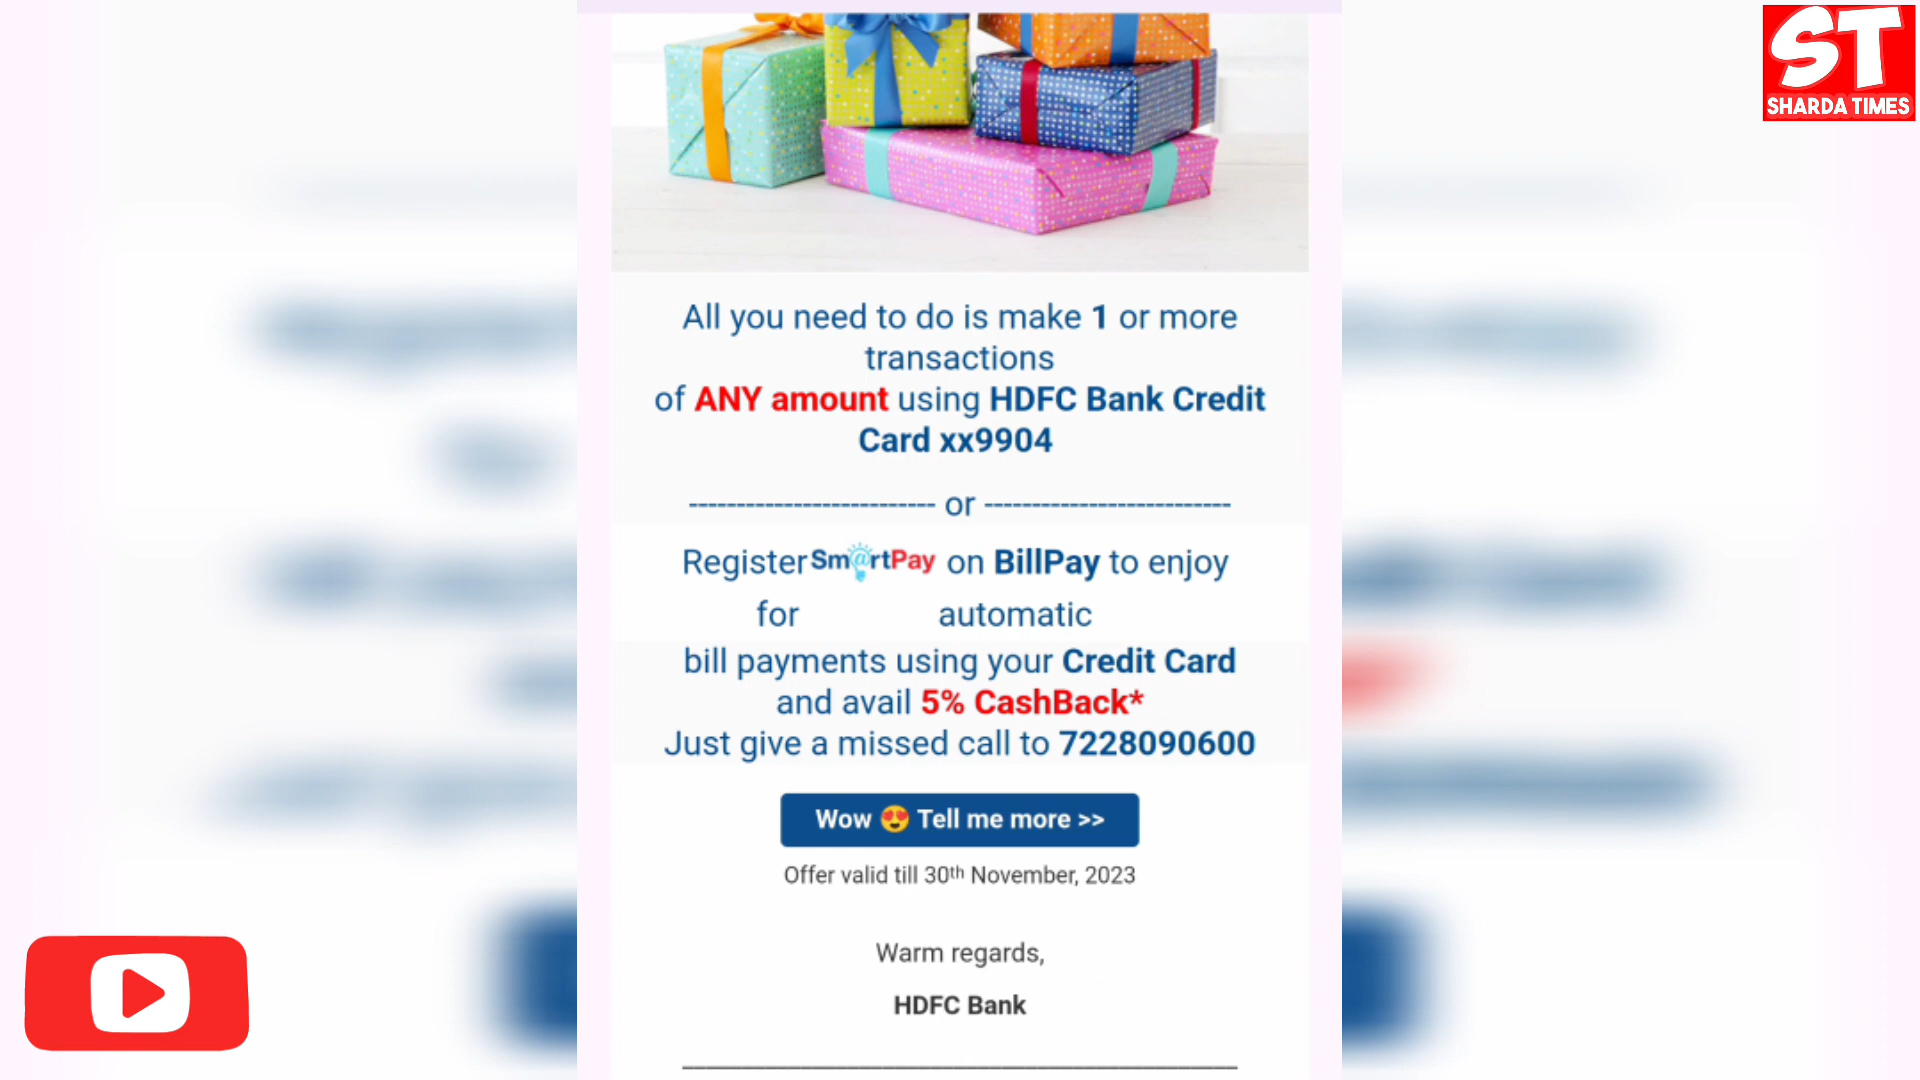 ST
SHARDA TIMES
All you need to do is make 1 or more
transactions
of ANY amount using HDFC Bank Credit
Card xx9904
-------------------------- or --------------------------
Register Sm@rtPay on BillPay to enjoy
for automatic
bill payments using your Credit Card
and avail 5% CashBack*
Just give a missed call to 7228090600
Wow 😍 Tell me more >>
Offer valid till 30th November, 2023
Warm regards,
HDFC Bank